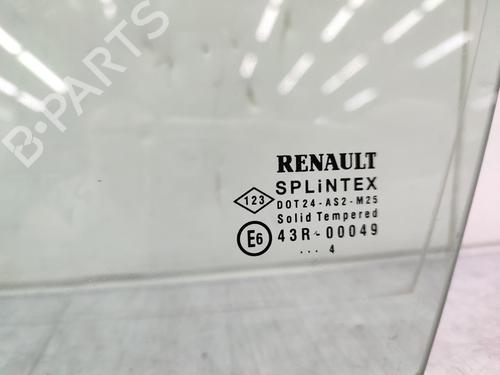 B-PARTS
RENAULT
SPLiNTEX
123 DOT24-AS2-M25
Solid Tempered
E6 43R-00049
... 4